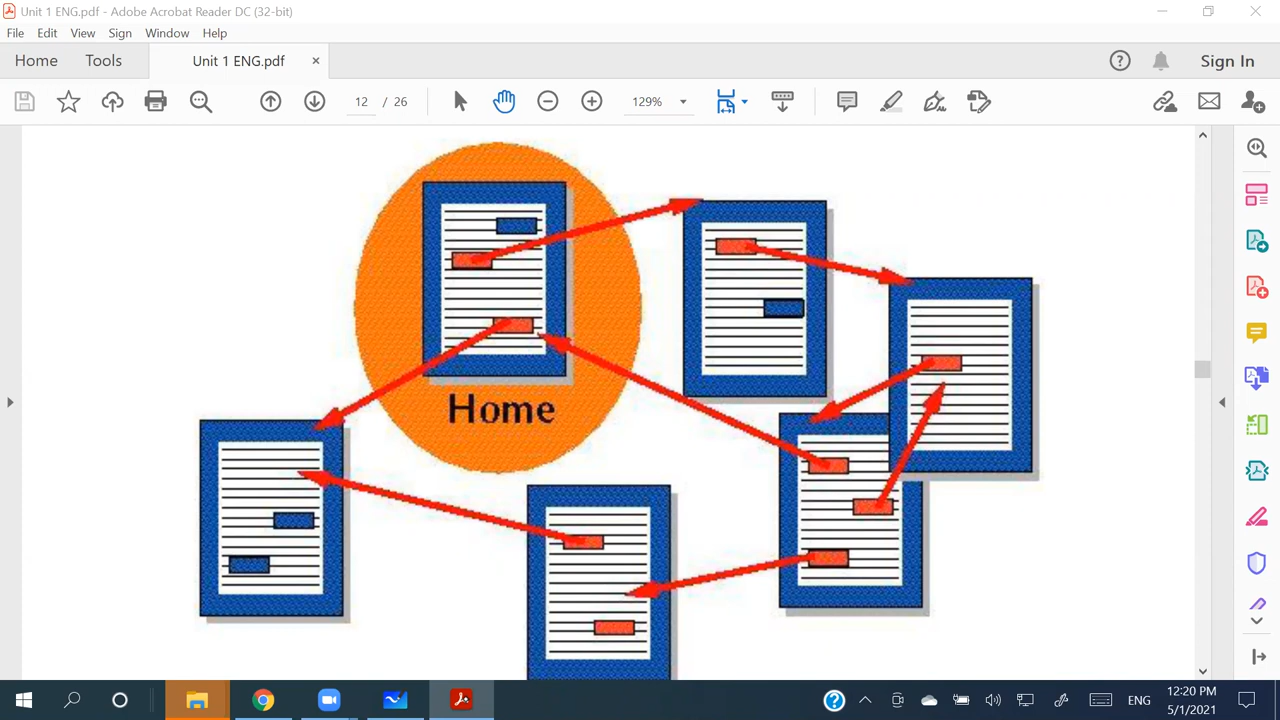 Unit 1 ENG.pdf - Adobe Acrobat Reader DC (32-bit)
File Edit View Sign Window Help
Home Tools Unit 1 ENG.pdf × Sign In
12 / 26 129%
Home
ENG 12:20 PM
5/1/2021